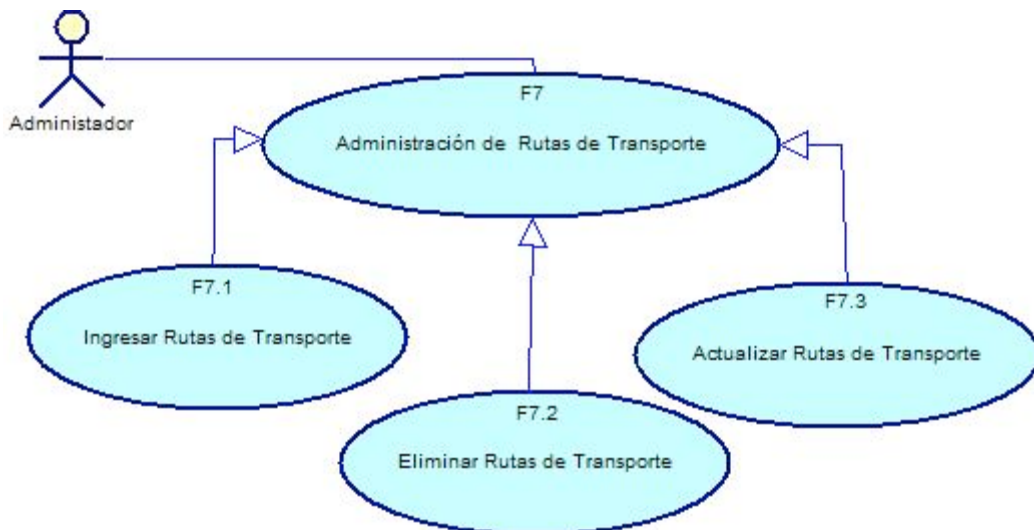 Administador
F7
Administración de Rutas de Transporte
F7.1
Ingresar Rutas de Transporte
F7.2
Eliminar Rutas de Transporte
F7.3
Actualizar Rutas de Transporte